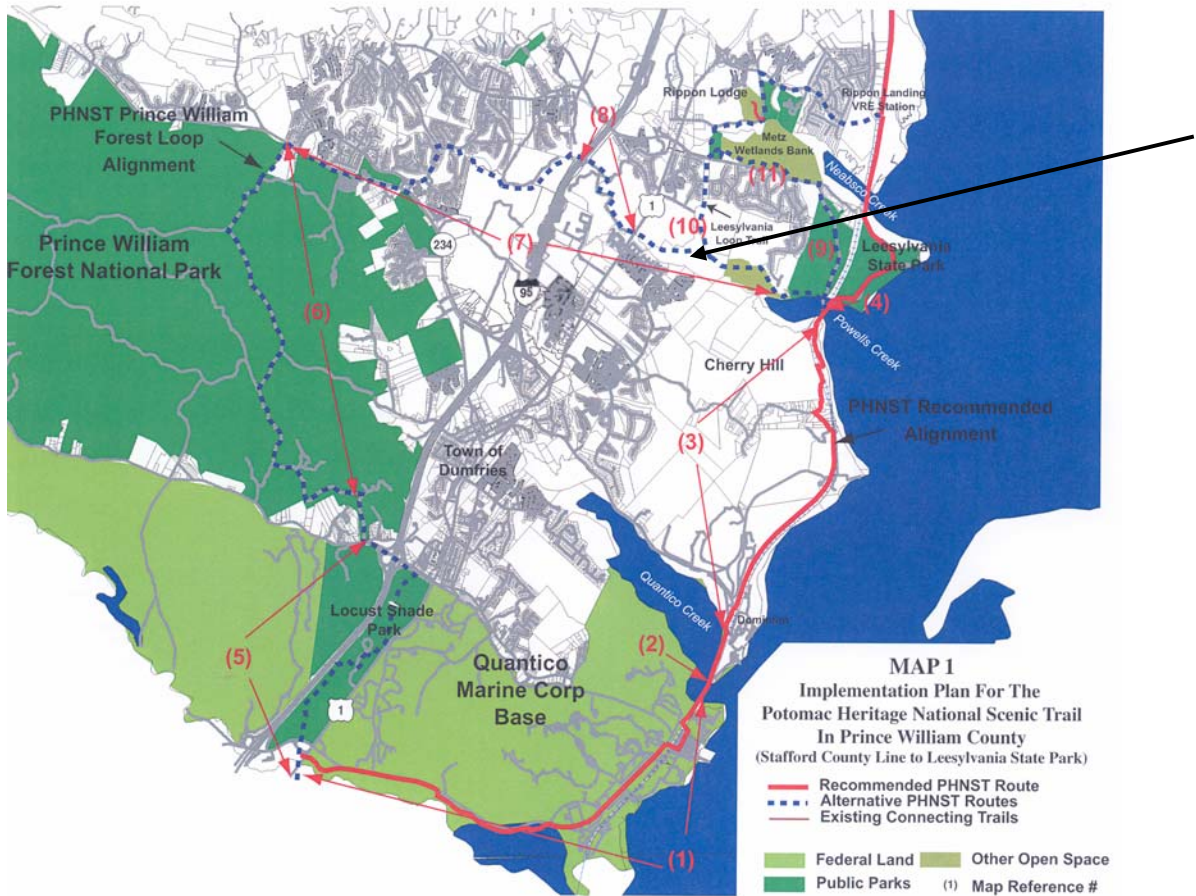 Rippon Lodge
Rippon Landing
VRE Station
(8)
PHNST Prince William
Forest Loop
Alignment
Metz
Wetlands Bank
(11)
Neabsco Creek
1
(10)
Leesylvania
Loop Trail
234
(7)
(9)
Leesylvania
State Park
Prince William
Forest National Park
95
(6)
(4)
Powells Creek
Cherry Hill
PHNST Recommended
Alignment
(3)
Town of
Dumfries
Quantico Creek
Locust Shade
Park
Dominion
(5)
(2)
Quantico
Marine Corp
Base
1
(1)
MAP 1
Implementation Plan For The
Potomac Heritage National Scenic Trail
In Prince William County
(Stafford County Line to Leesylvania State Park)
Recommended PHNST Route
Alternative PHNST Routes
Existing Connecting Trails
Federal Land
Other Open Space
Public Parks
(1) Map Reference #